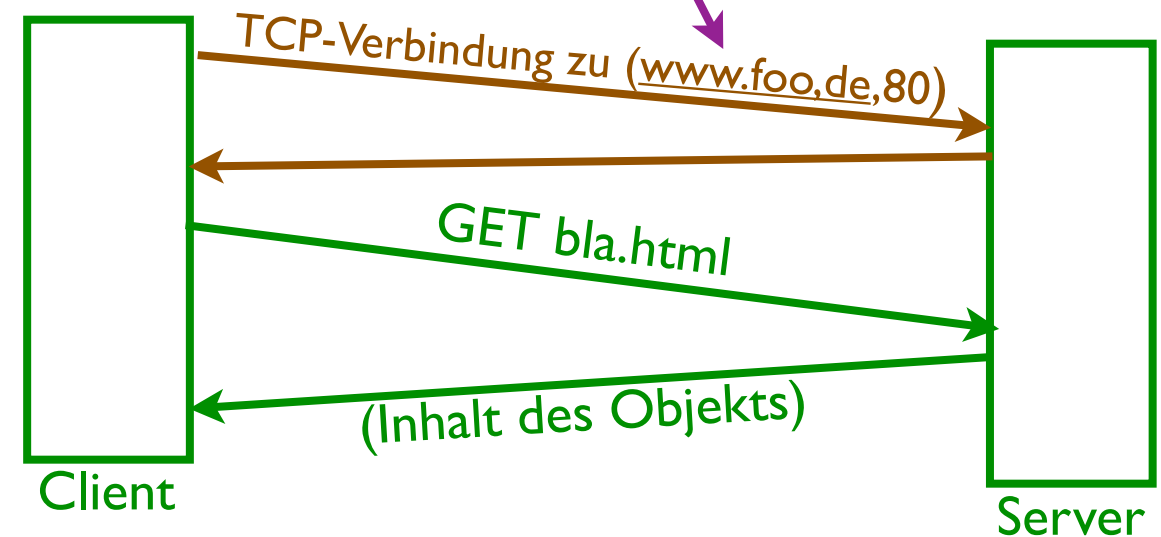 TCP-Verbindung zu (www.foo,de,80)
GET bla.html
(Inhalt des Objekts)
Client
Server